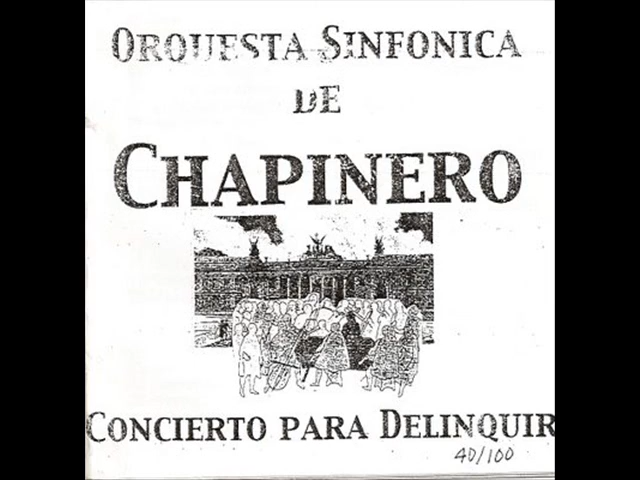 ORQUESTA SINFONICA
DE
CHAPINERO
CONCIERTO PARA DELINQUIR
40/100